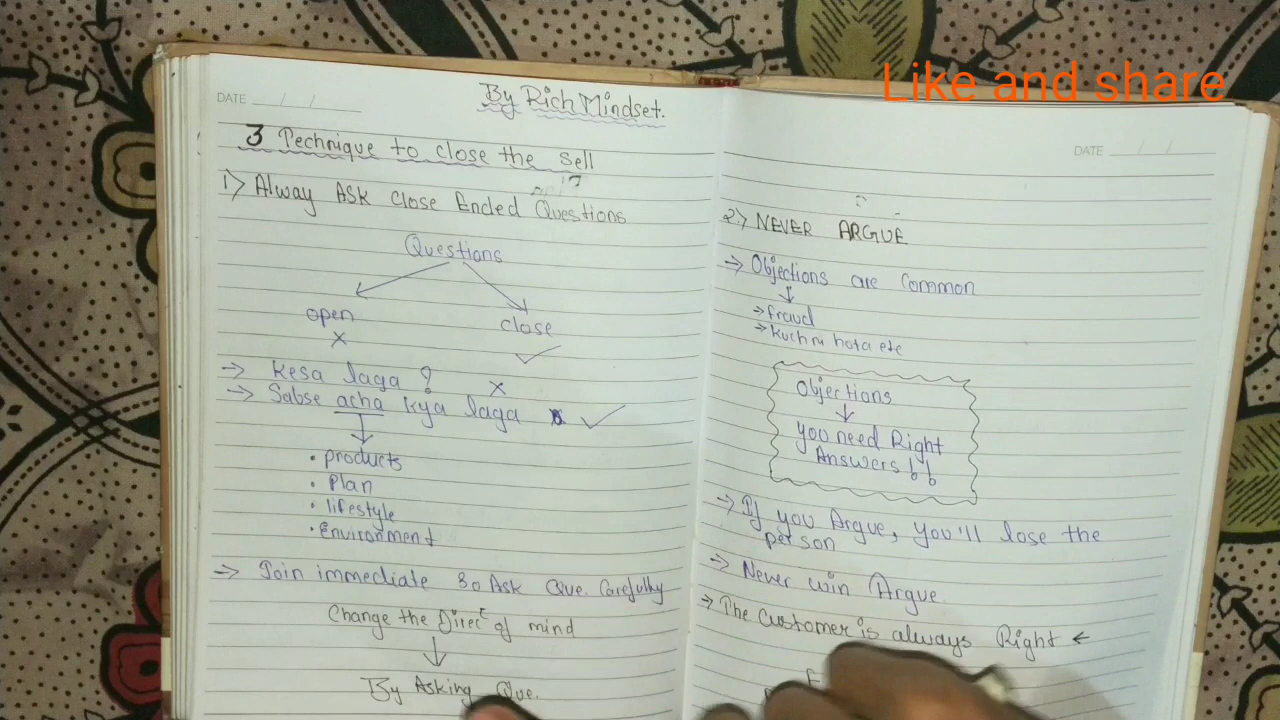 Like and share
DATE
By Rich Mindset.
3 Technique to close the sell
1) Alway Ask close Ended Questions
Questions
open
close
→ Kesa laga ?
→ Sabse acha kya laga
• products
• plan
• lifestyle
• Environment
→ Join immediate so Ask Que. Carefully
Change the Direc of mind
By Asking Que.
DATE
2.) NEVER ARGUE
→ Objections are Common
→ fraud
→ kuch ni hota etc
Objections
you need Right
Answers !!
→ If you Argue, you'll lose the
person
→ Never win Argue
→ The Customer is always Right ←